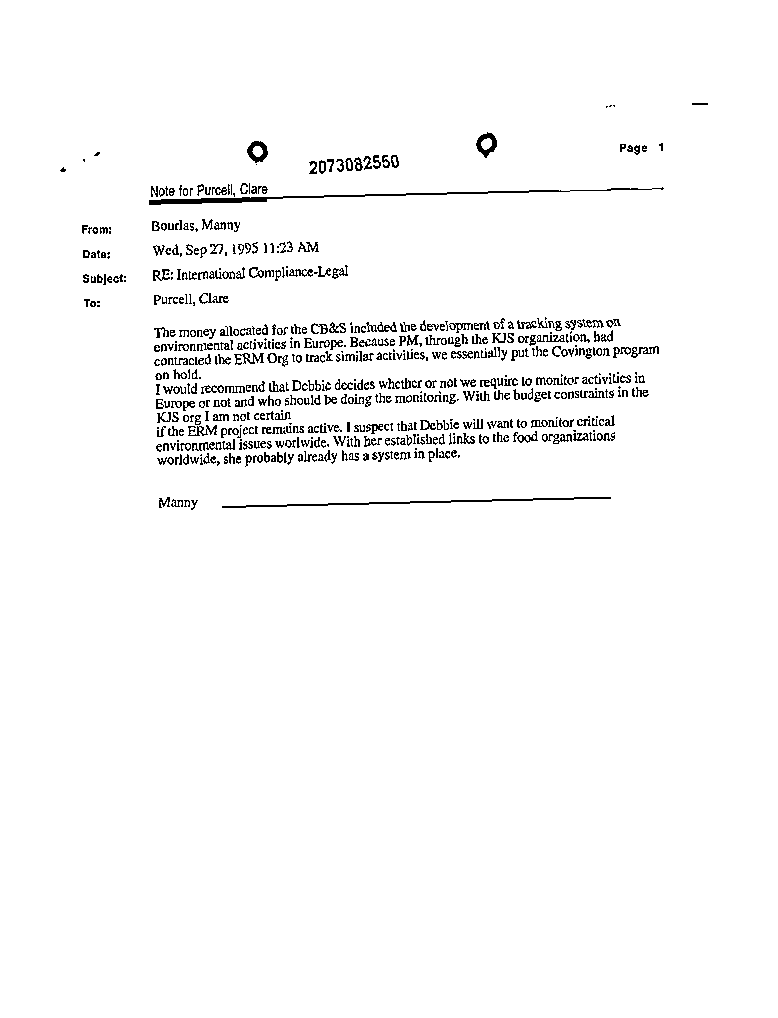 Page 1
2073082550
Note for Purcell, Clare
From: Bourlas, Manny
Date: Wed, Sep 27, 1995 11:23 AM
Subject: RE: International Compliance-Legal
To: Purcell, Clare
The money allocated for the CB&S included the development of a tracking system on
environmental activities in Europe. Because PM, through the KJS organization, had
contracted the ERM Org to track similar activities, we essentially put the Covington program
on hold.
I would recommend that Debbie decides whether or not we require to monitor activities in
Europe or not and who should be doing the monitoring. With the budget constraints in the
KJS org I am not certain
if the ERM project remains active. I suspect that Debbie will want to monitor critical
environmental issues worlwide. With her established links to the food organizations
worldwide, she probably already has a system in place.
Manny